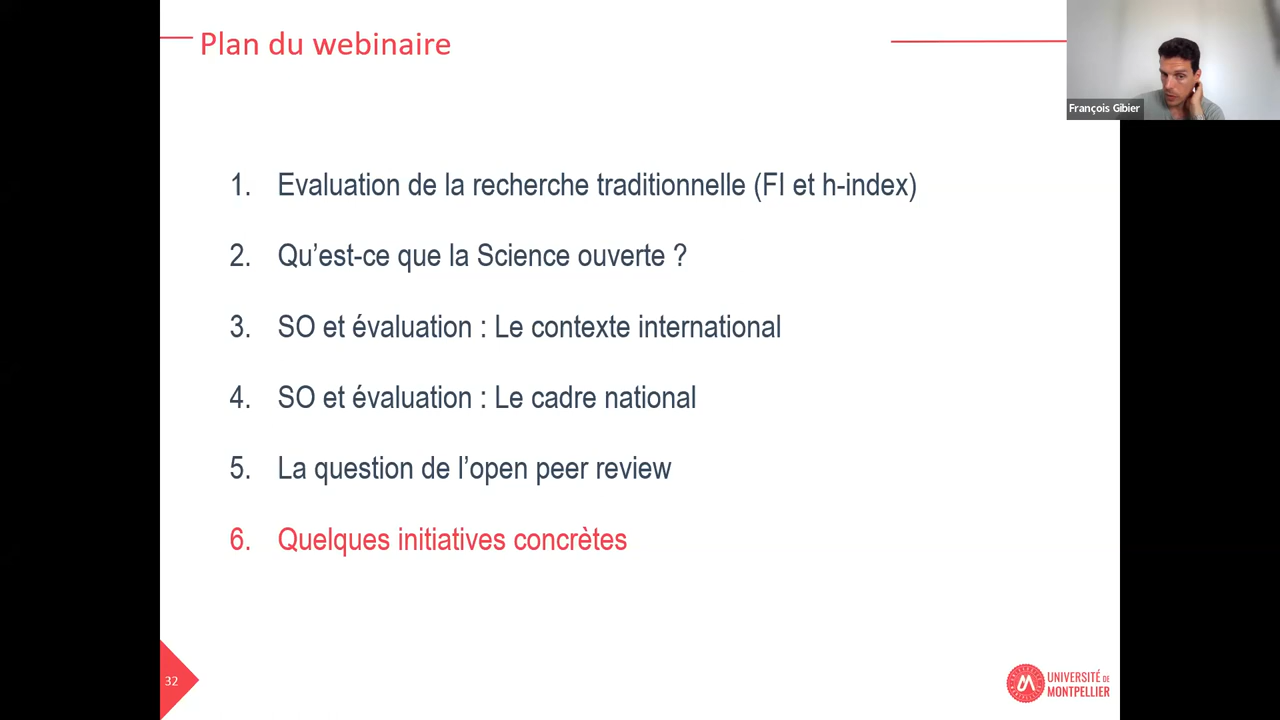 Plan du webinaire
François Gibier
1. Evaluation de la recherche traditionnelle (FI et h-index)
2. Qu’est-ce que la Science ouverte ?
3. SO et évaluation : Le contexte international
4. SO et évaluation : Le cadre national
5. La question de l’open peer review
6. Quelques initiatives concrètes
32
UNIVERSITÉ DE
MONTPELLIER